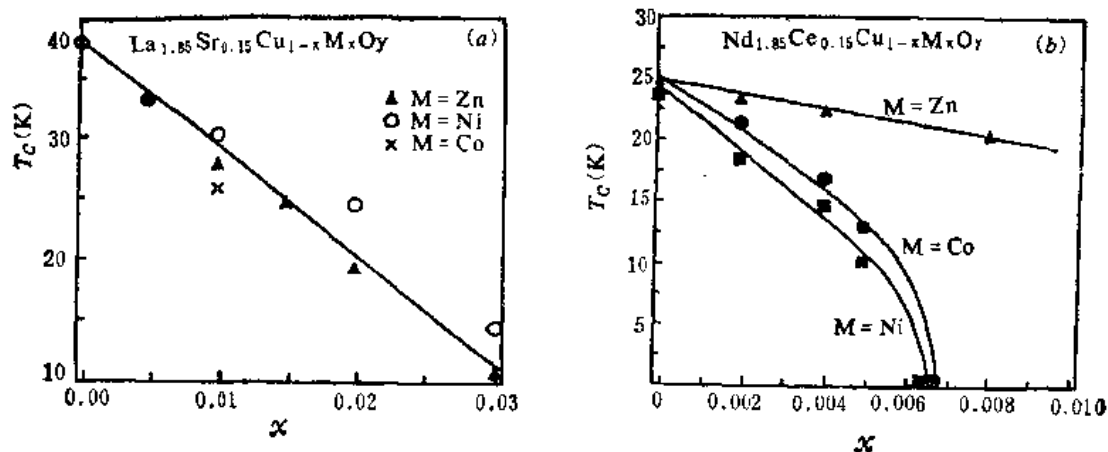 La1.85Sr0.15Cu1-xMxOy (a)
▲ M = Zn
○ M = Ni
× M = Co
Tc(K)
40
30
20
10
0.00 0.01 0.02 0.03
x
Nd1.85Ce0.15Cu1-xMxOy (b)
M = Zn
M = Co
M = Ni
Tc(K)
30
25
20
15
10
5
0 0.002 0.004 0.006 0.008 0.010
x